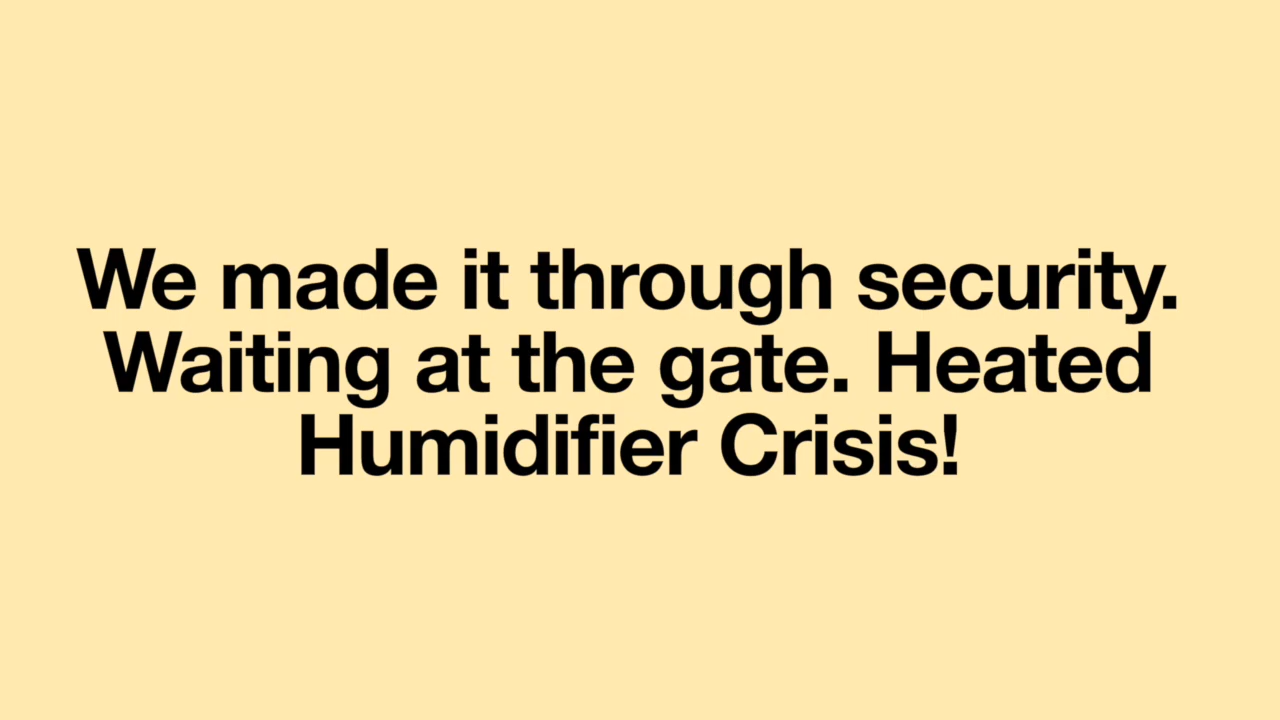 We made it through security.
Waiting at the gate. Heated
Humidifier Crisis!